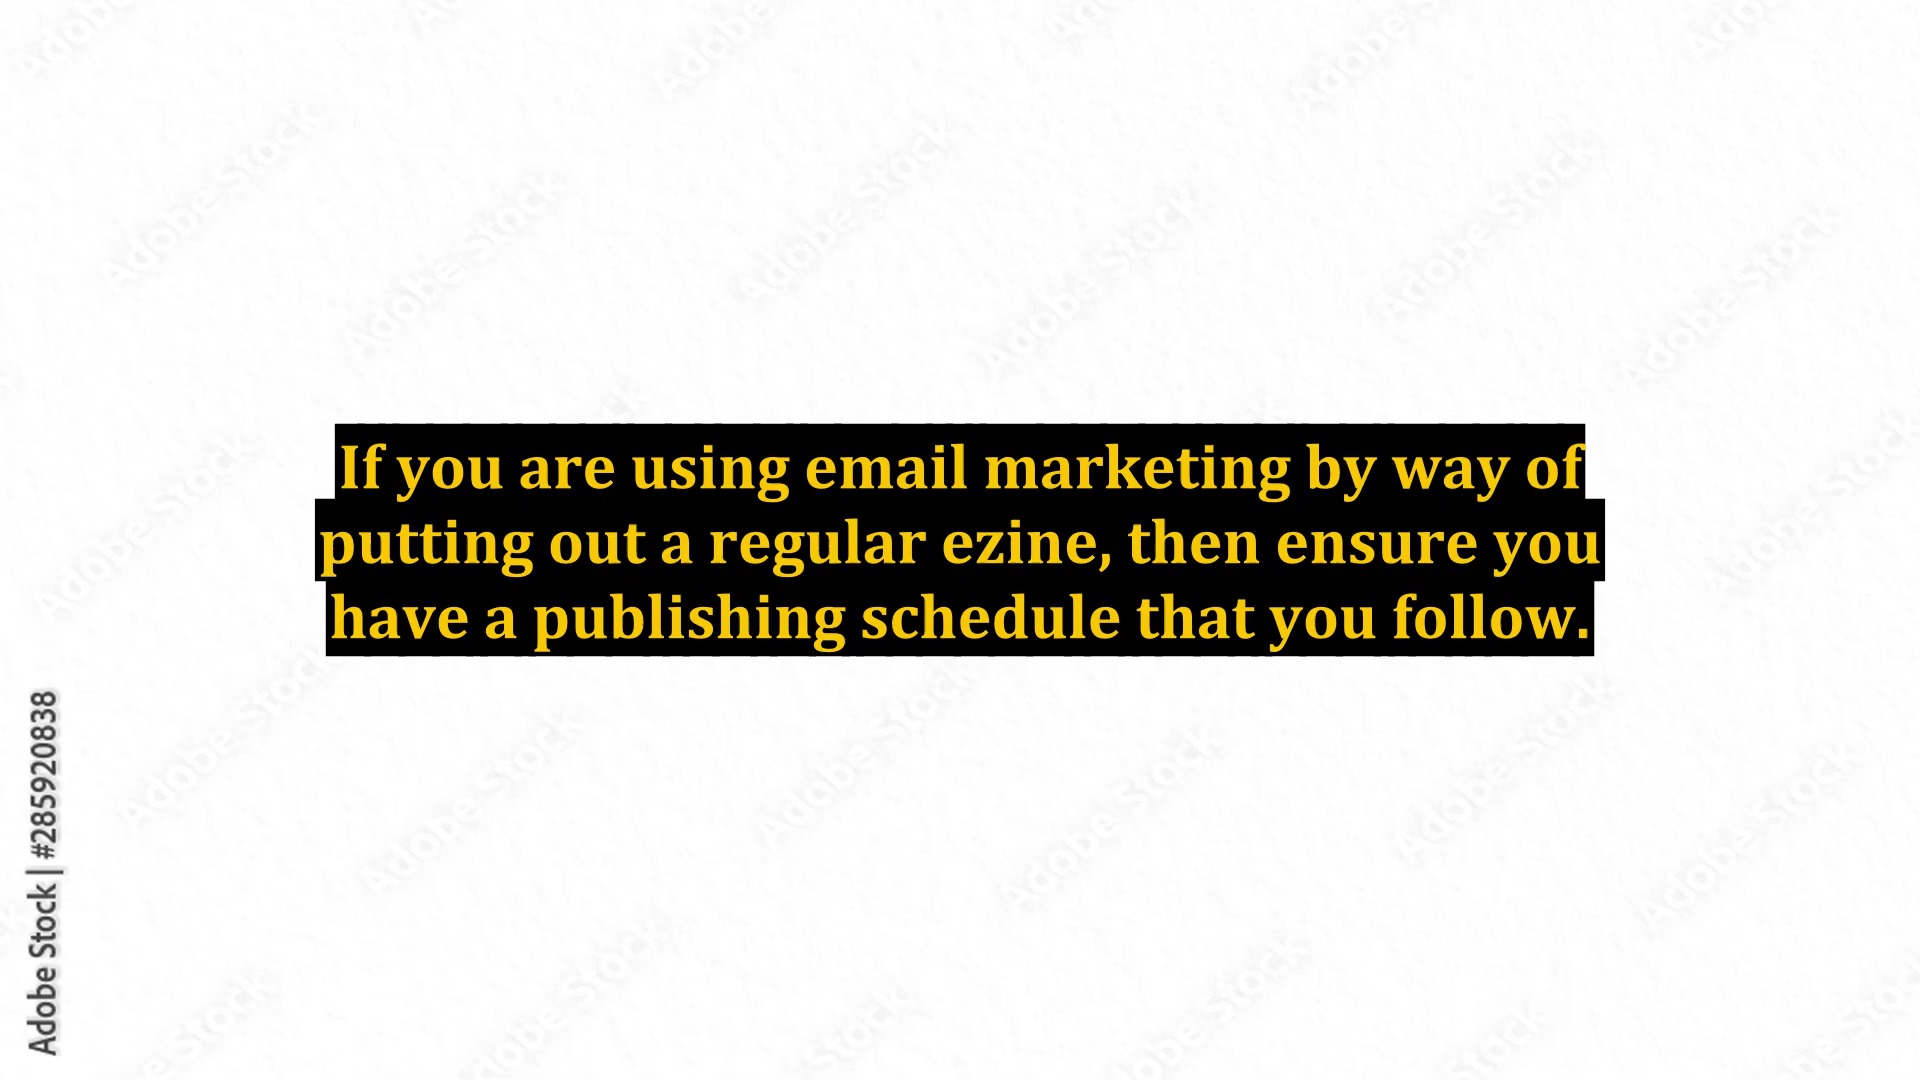 If you are using email marketing by way of
putting out a regular ezine, then ensure you
have a publishing schedule that you follow.
Adobe Stock | #285920838